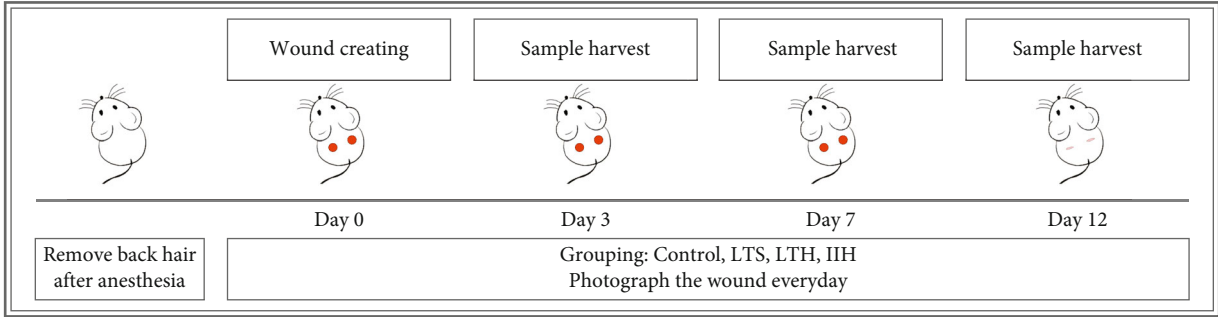 Wound creating
Sample harvest
Sample harvest
Sample harvest
Day 0
Day 3
Day 7
Day 12
Remove back hair
after anesthesia
Grouping: Control, LTS, LTH, IIH
Photograph the wound everyday